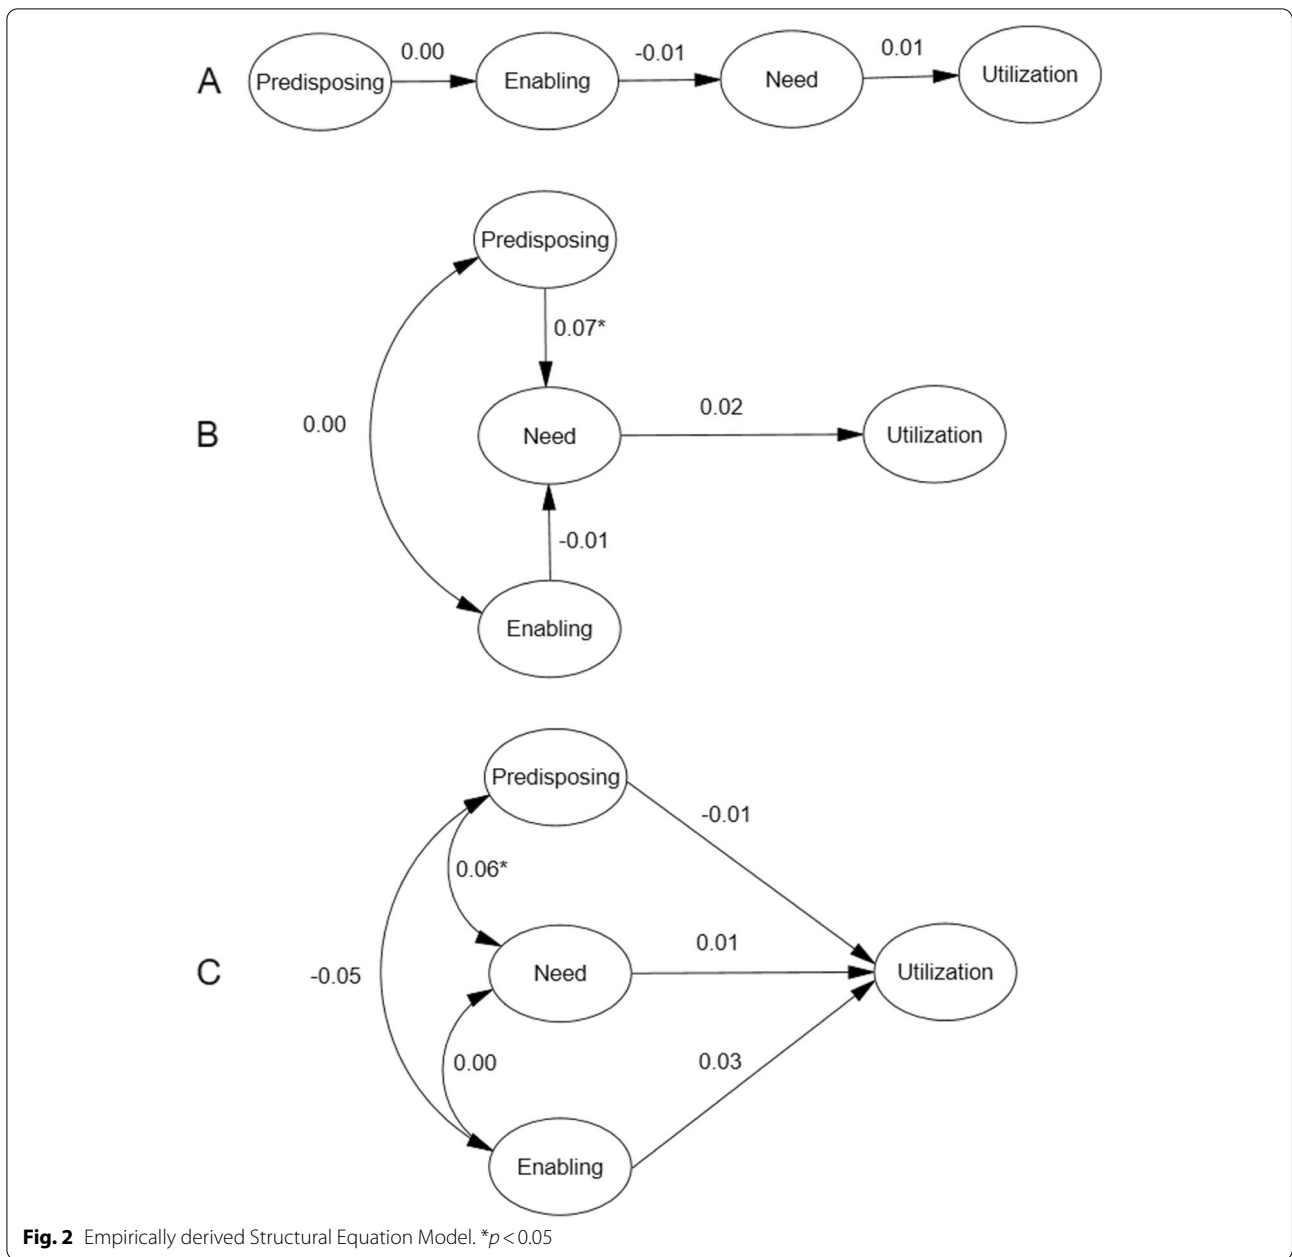 0.00 -0.01 0.01
A Predisposing Enabling Need Utilization
Predisposing
0.07*
0.00 0.02
B Need Utilization
-0.01
Enabling
Predisposing
-0.01
0.06*
0.01
C -0.05 Need Utilization
0.00 0.03
Enabling
Fig. 2 Empirically derived Structural Equation Model. *p < 0.05